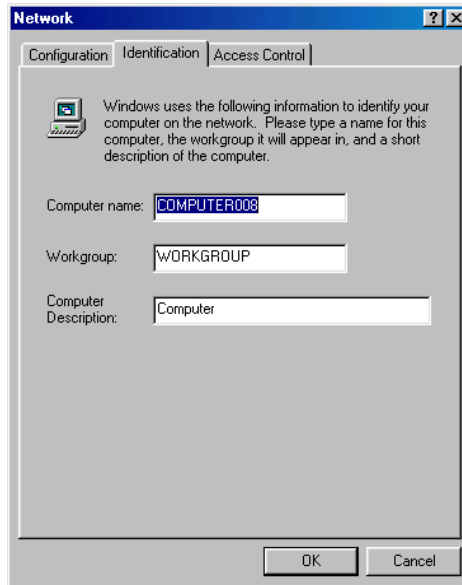 Network
Configuration Identification Access Control
Windows uses the following information to identify your
computer on the network. Please type a name for this
computer, the workgroup it will appear in, and a short
description of the computer.
Computer name: COMPUTER008
Workgroup: WORKGROUP
Computer
Description: Computer
OK Cancel